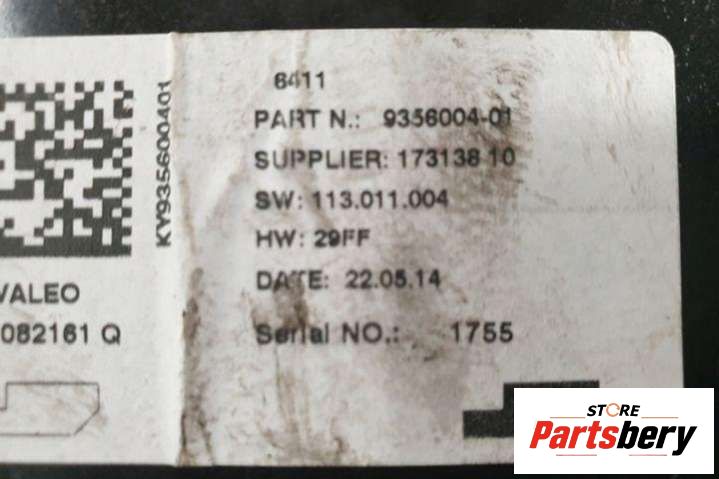 6411
PART N.: 9356004-01
SUPPLIER: 173138 10
SW: 113.011.004
HW: 29FF
DATE: 22.05.14
Serial NO.: 1755
KY935600401
VALEO
082161 Q
STORE
Partsbery